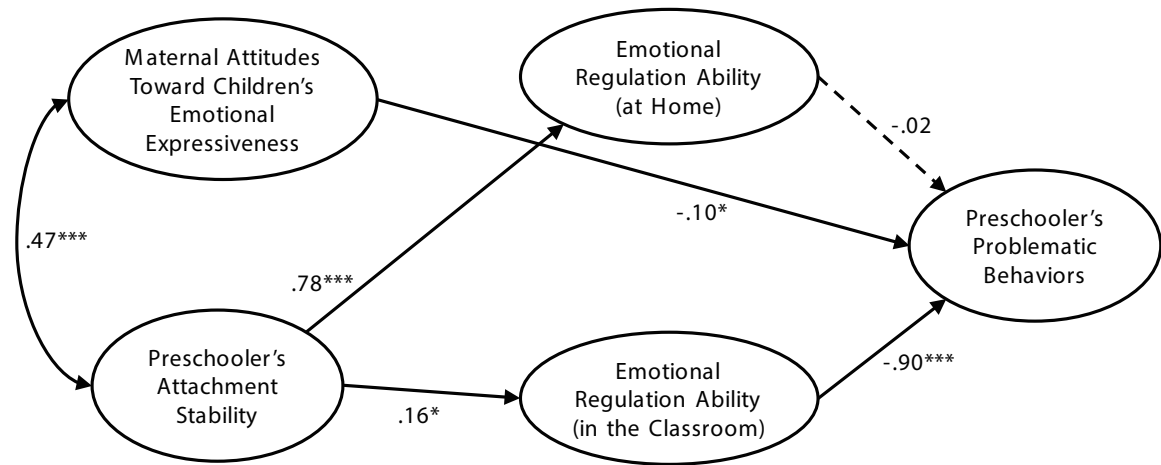 Maternal Attitudes
Toward Children's
Emotional
Expressiveness
Emotional
Regulation Ability
(at Home)
-.02
-.10*
Preschooler's
Problematic
Behaviors
.47***
.78***
Preschooler's
Attachment
Stability
.16*
Emotional
Regulation Ability
(in the Classroom)
-.90***